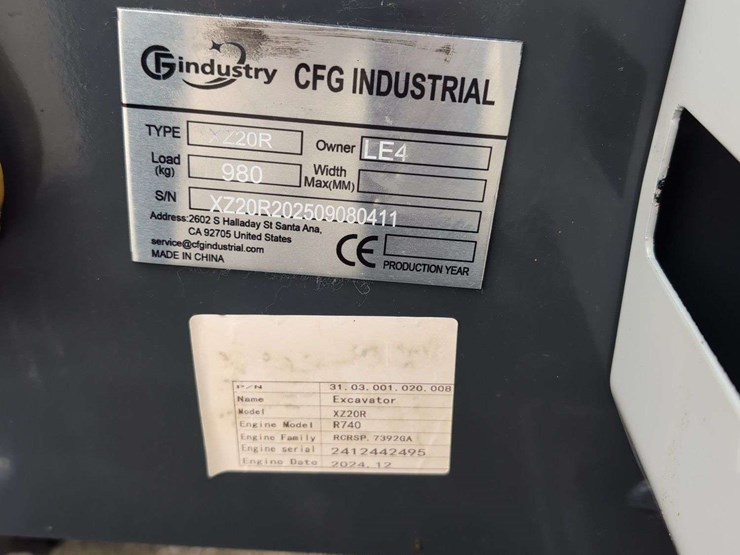 CFindustry CFG INDUSTRIAL
TYPE XZ20R Owner LE4
Load (kg) 980 Width Max(MM)
S/N XZ20R202509080411
Address:2602 S Halladay St Santa Ana,
CA 92705 United States
service@cfgindustrial.com
MADE IN CHINA
CE PRODUCTION YEAR
P/N 31.03.001.020.008
Name Excavator
Model XZ20R
Engine Model R740
Engine Family RCRSP.7392GA
Engine serial 2412442495
Engine Date 2024.12